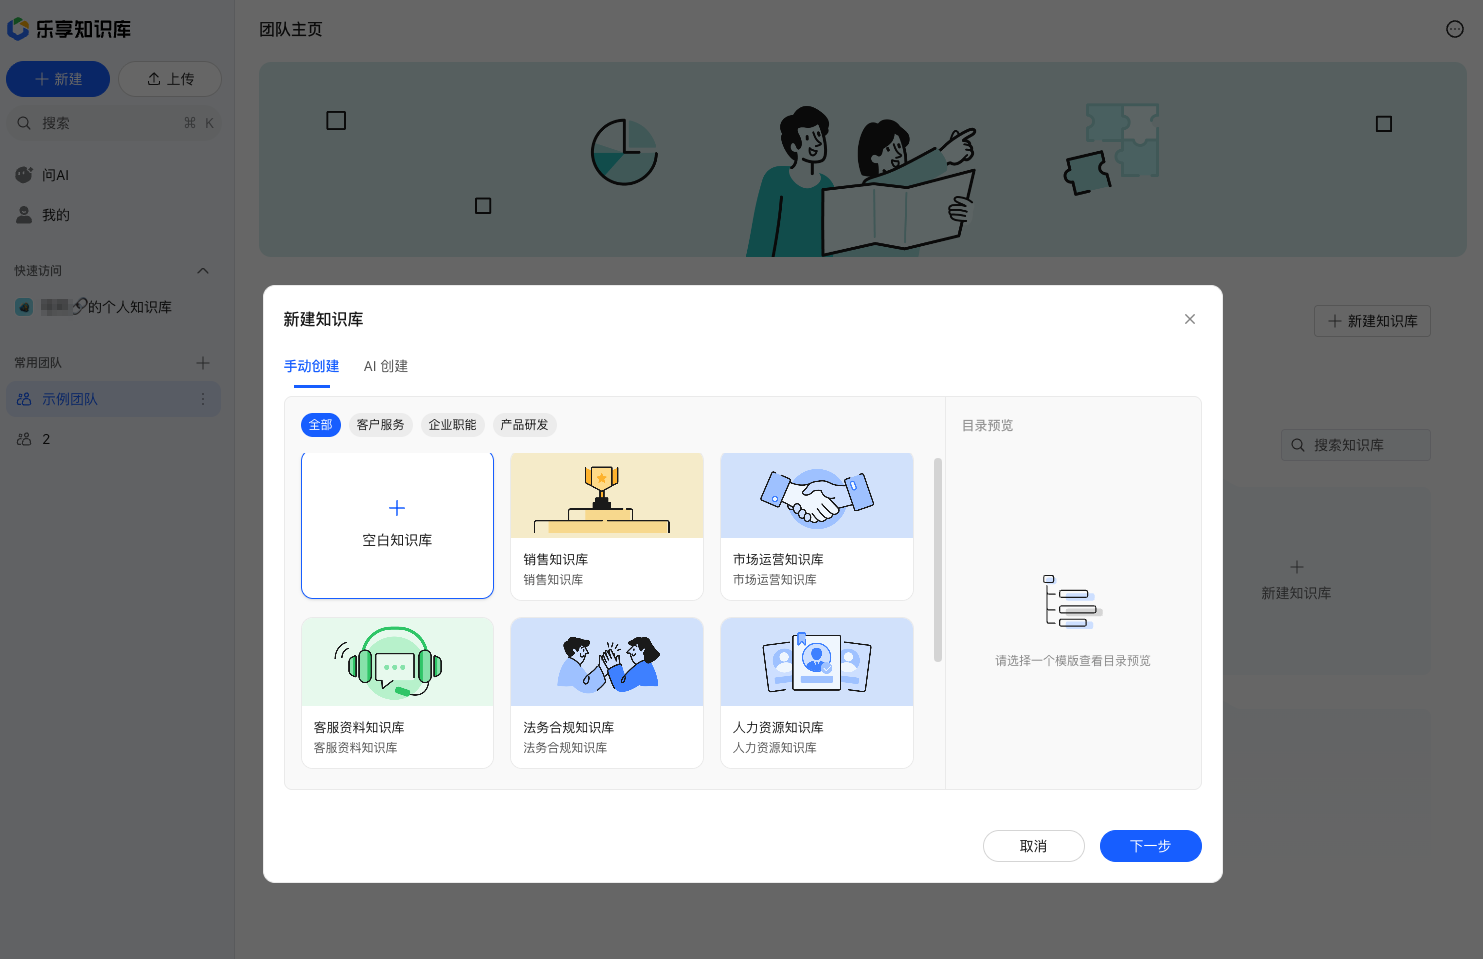 乐享知识库
新建
上传
搜索 ⌘ K
问AI
我的
快速访问
的个人知识库
常用团队
示例团队
2
团队主页
新建知识库
搜索知识库
新建知识库
新建知识库
手动创建 AI 创建
全部 客户服务 企业职能 产品研发
空白知识库
销售知识库
销售知识库
市场运营知识库
市场运营知识库
客服资料知识库
客服资料知识库
法务合规知识库
法务合规知识库
人力资源知识库
人力资源知识库
目录预览
请选择一个模版查看目录预览
取消
下一步